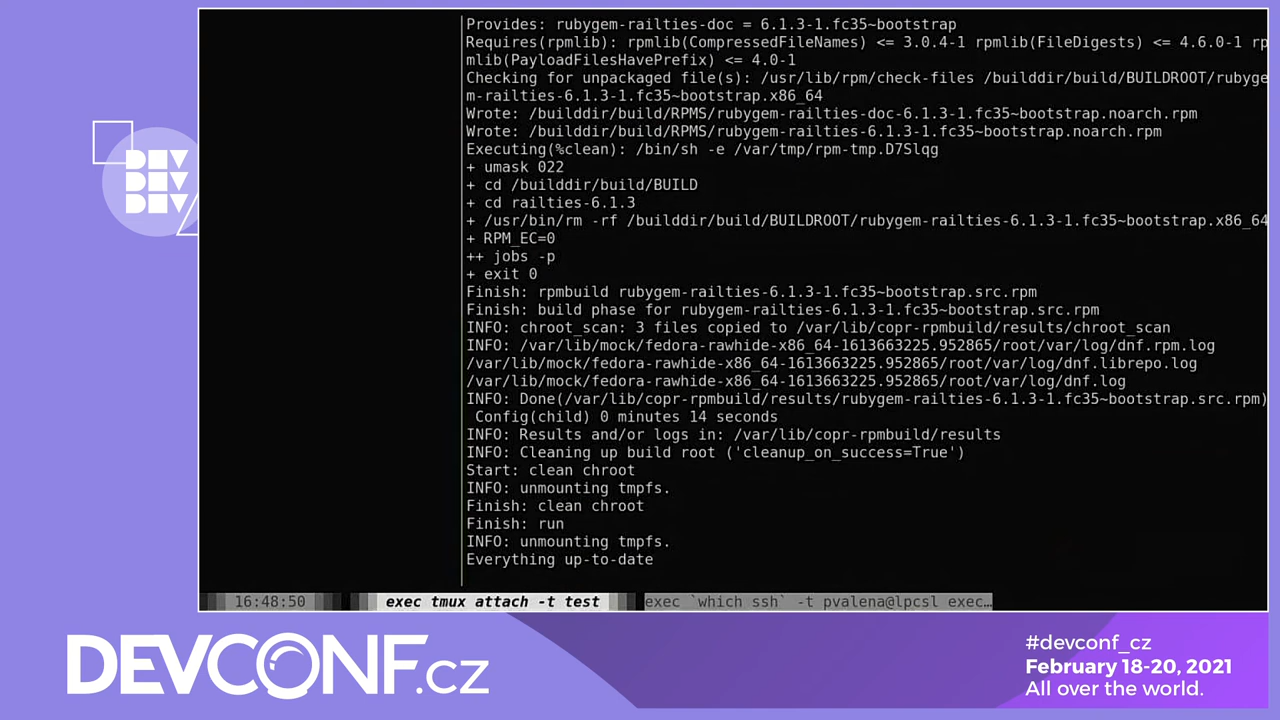 Provides: rubygem-railties-doc = 6.1.3-1.fc35~bootstrap
Requires(rpmlib): rpmlib(CompressedFileNames) <= 3.0.4-1 rpmlib(FileDigests) <= 4.6.0-1 rp
mlib(PayloadFilesHavePrefix) <= 4.0-1
Checking for unpackaged file(s): /usr/lib/rpm/check-files /builddir/build/BUILDROOT/rubyge
m-railties-6.1.3-1.fc35~bootstrap.x86_64
Wrote: /builddir/build/RPMS/rubygem-railties-doc-6.1.3-1.fc35~bootstrap.noarch.rpm
Wrote: /builddir/build/RPMS/rubygem-railties-6.1.3-1.fc35~bootstrap.noarch.rpm
Executing(%clean): /bin/sh -e /var/tmp/rpm-tmp.D7Slqg
+ umask 022
+ cd /builddir/build/BUILD
+ cd railties-6.1.3
+ /usr/bin/rm -rf /builddir/build/BUILDROOT/rubygem-railties-6.1.3-1.fc35~bootstrap.x86_64
+ RPM_EC=0
++ jobs -p
+ exit 0
Finish: rpmbuild rubygem-railties-6.1.3-1.fc35~bootstrap.src.rpm
Finish: build phase for rubygem-railties-6.1.3-1.fc35~bootstrap.src.rpm
INFO: chroot_scan: 3 files copied to /var/lib/copr-rpmbuild/results/chroot_scan
INFO: /var/lib/mock/fedora-rawhide-x86_64-1613663225.952865/root/var/log/dnf.rpm.log
/var/lib/mock/fedora-rawhide-x86_64-1613663225.952865/root/var/log/dnf.librepo.log
/var/lib/mock/fedora-rawhide-x86_64-1613663225.952865/root/var/log/dnf.log
INFO: Done(/var/lib/copr-rpmbuild/results/rubygem-railties-6.1.3-1.fc35~bootstrap.src.rpm)
Config(child) 0 minutes 14 seconds
INFO: Results and/or logs in: /var/lib/copr-rpmbuild/results
INFO: Cleaning up build root ('cleanup_on_success=True')
Start: clean chroot
INFO: unmounting tmpfs.
Finish: clean chroot
Finish: run
INFO: unmounting tmpfs.
Everything up-to-date
16:48:50 exec tmux attach -t test exec `which ssh` -t pvalena@lpcsl exec…
DEV
DEV
DEV
DEVCONF.cz
#devconf_cz
February 18-20, 2021
All over the world.